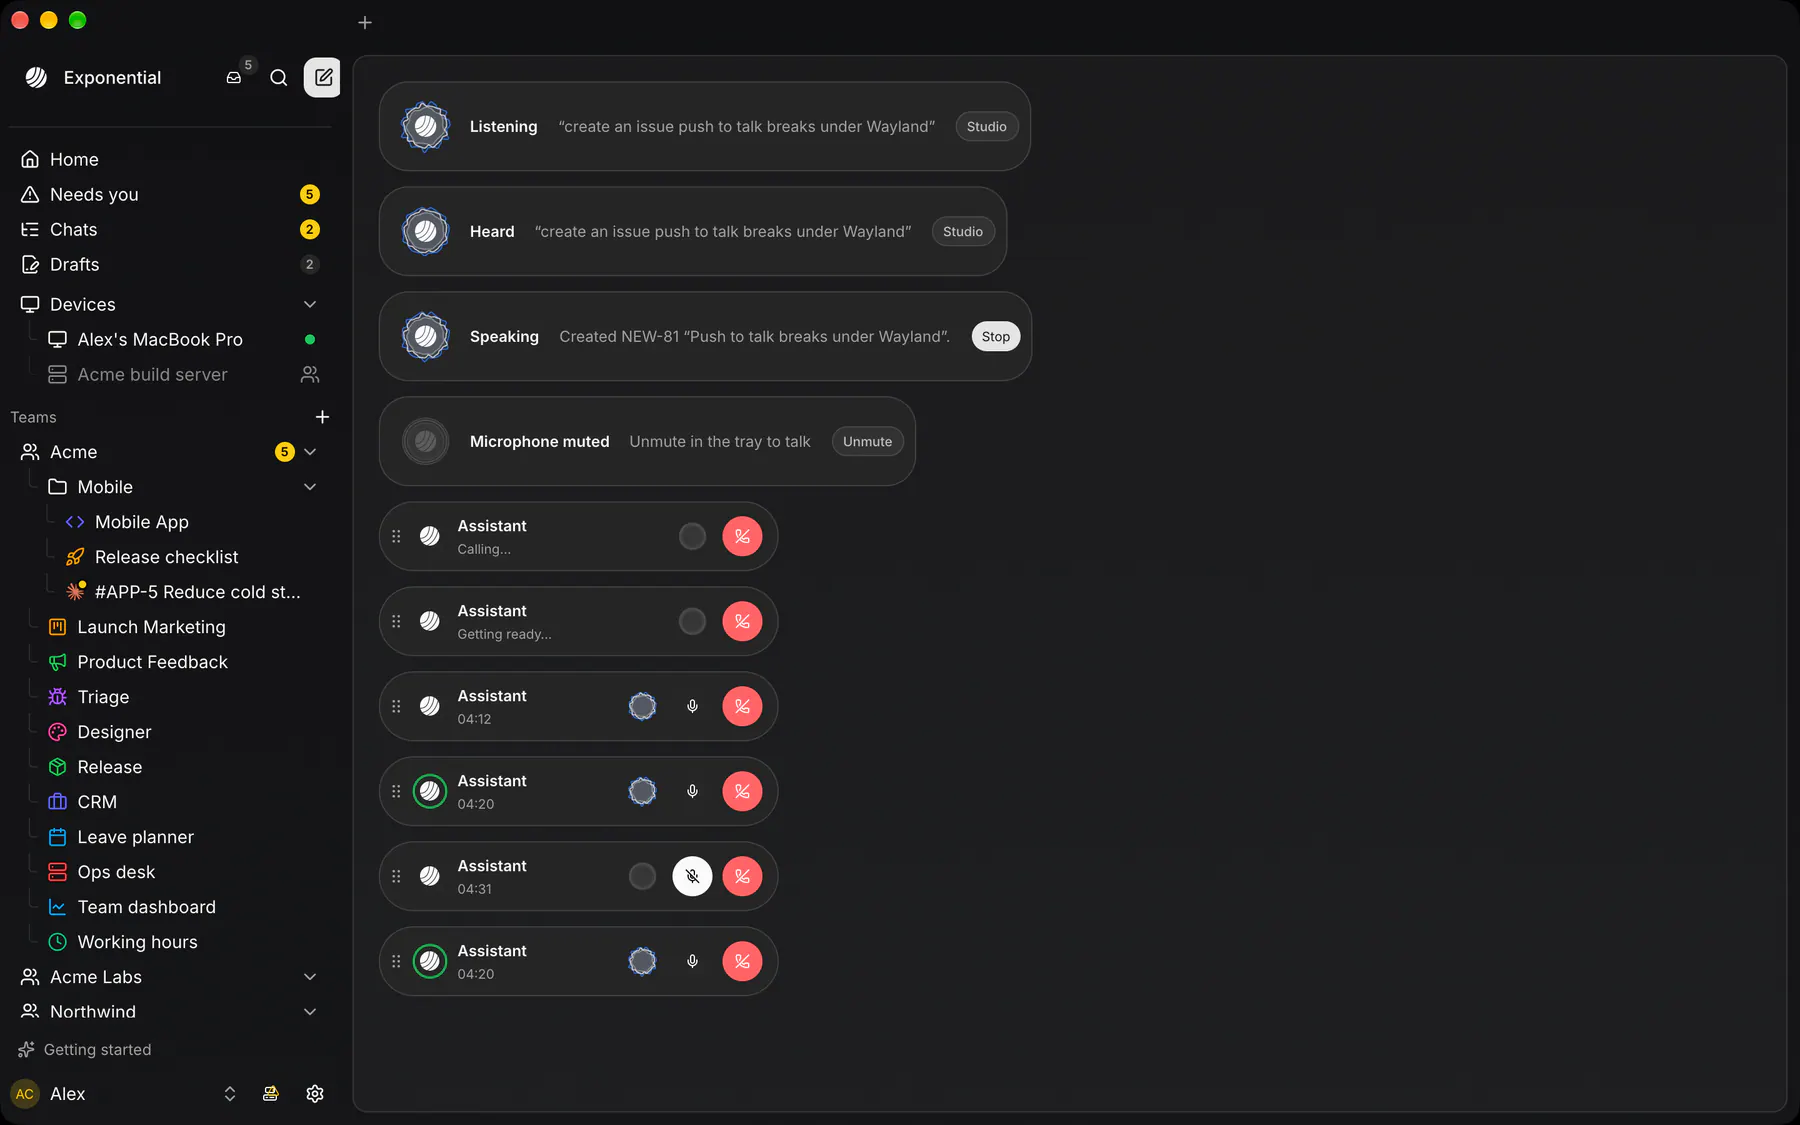 Exponential
5
Home
Needs you
5
Chats
2
Drafts
2
Devices
Alex's MacBook Pro
Acme build server
Teams
Acme
5
Mobile
Mobile App
Release checklist
#APP-5 Reduce cold st...
Launch Marketing
Product Feedback
Triage
Designer
Release
CRM
Leave planner
Ops desk
Team dashboard
Working hours
Acme Labs
Northwind
Getting started
AC
Alex
Listening “create an issue push to talk breaks under Wayland” Studio
Heard “create an issue push to talk breaks under Wayland” Studio
Speaking Created NEW-81 “Push to talk breaks under Wayland”. Stop
Microphone muted Unmute in the tray to talk Unmute
Assistant
Calling...
Assistant
Getting ready...
Assistant
04:12
Assistant
04:20
Assistant
04:31
Assistant
04:20